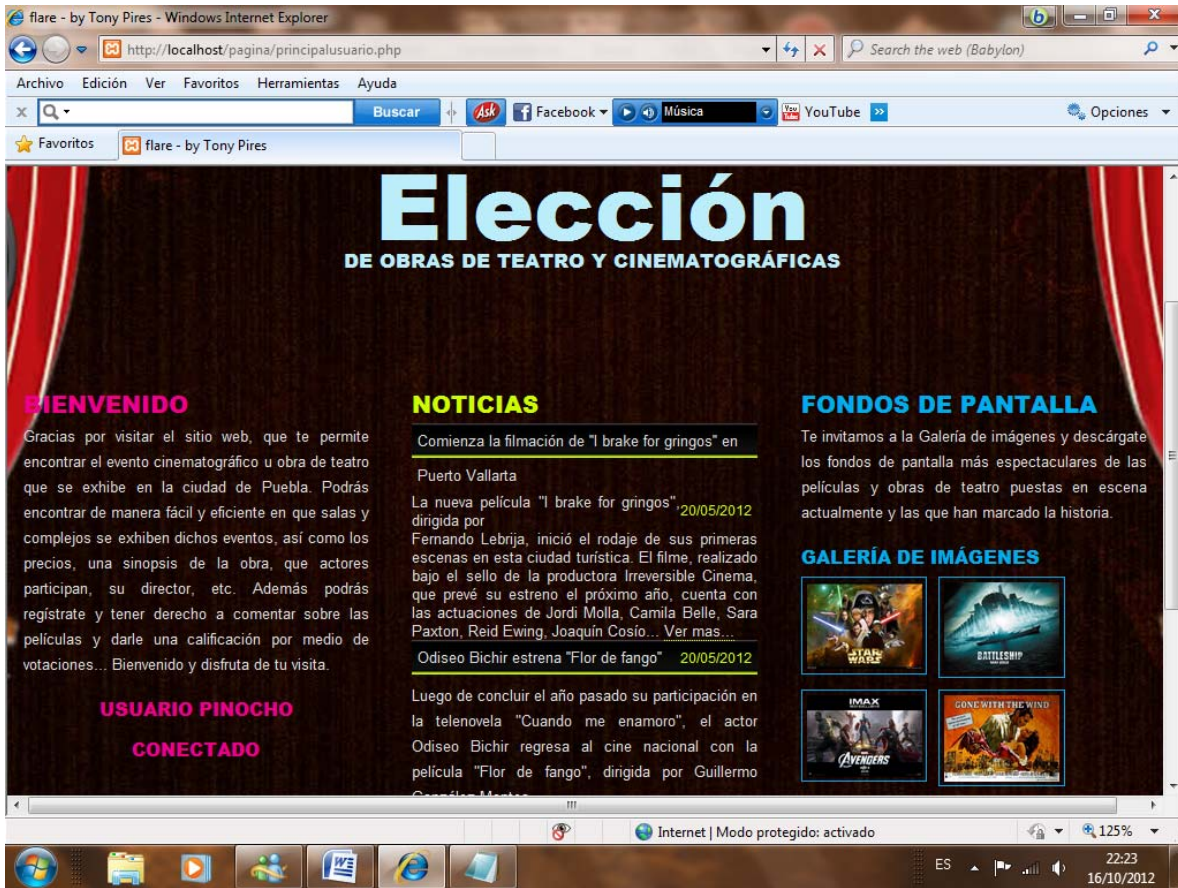 flare - by Tony Pires - Windows Internet Explorer
http://localhost/pagina/principalusuario.php
Search the web (Babylon)
Archivo Edición Ver Favoritos Herramientas Ayuda
Buscar
Ask
Facebook
Música
YouTube
Opciones
Favoritos
flare - by Tony Pires
Elección
DE OBRAS DE TEATRO Y CINEMATOGRÁFICAS
BIENVENIDO
Gracias por visitar el sitio web, que te permite
encontrar el evento cinematográfico u obra de teatro
que se exhibe en la ciudad de Puebla. Podrás
encontrar de manera fácil y eficiente en que salas y
complejos se exhiben dichos eventos, así como los
precios, una sinopsis de la obra, que actores
participan, su director, etc. Además podrás
regístrate y tener derecho a comentar sobre las
películas y darle una calificación por medio de
votaciones... Bienvenido y disfruta de tu visita.
USUARIO PINOCHO
CONECTADO
NOTICIAS
Comienza la filmación de "I brake for gringos" en
Puerto Vallarta
La nueva película "I brake for gringos", 20/05/2012
dirigida por
Fernando Lebrija, inició el rodaje de sus primeras
escenas en esta ciudad turística. El filme, realizado
bajo el sello de la productora Irreversible Cinema,
que prevé su estreno el próximo año, cuenta con
las actuaciones de Jordi Molla, Camila Belle, Sara
Paxton, Reid Ewing, Joaquín Cosío... Ver mas...
Odiseo Bichir estrena "Flor de fango" 20/05/2012
Luego de concluir el año pasado su participación en
la telenovela "Cuando me enamoro", el actor
Odiseo Bichir regresa al cine nacional con la
película "Flor de fango", dirigida por Guillermo
FONDOS DE PANTALLA
Te invitamos a la Galería de imágenes y descárgate
los fondos de pantalla más espectaculares de las
películas y obras de teatro puestas en escena
actualmente y las que han marcado la historia.
GALERÍA DE IMÁGENES
STAR WARS
BATTLESHIP
IMAX
AVENGERS
GONE WITH THE WIND
Internet | Modo protegido: activado
125%
ES
22:23
16/10/2012